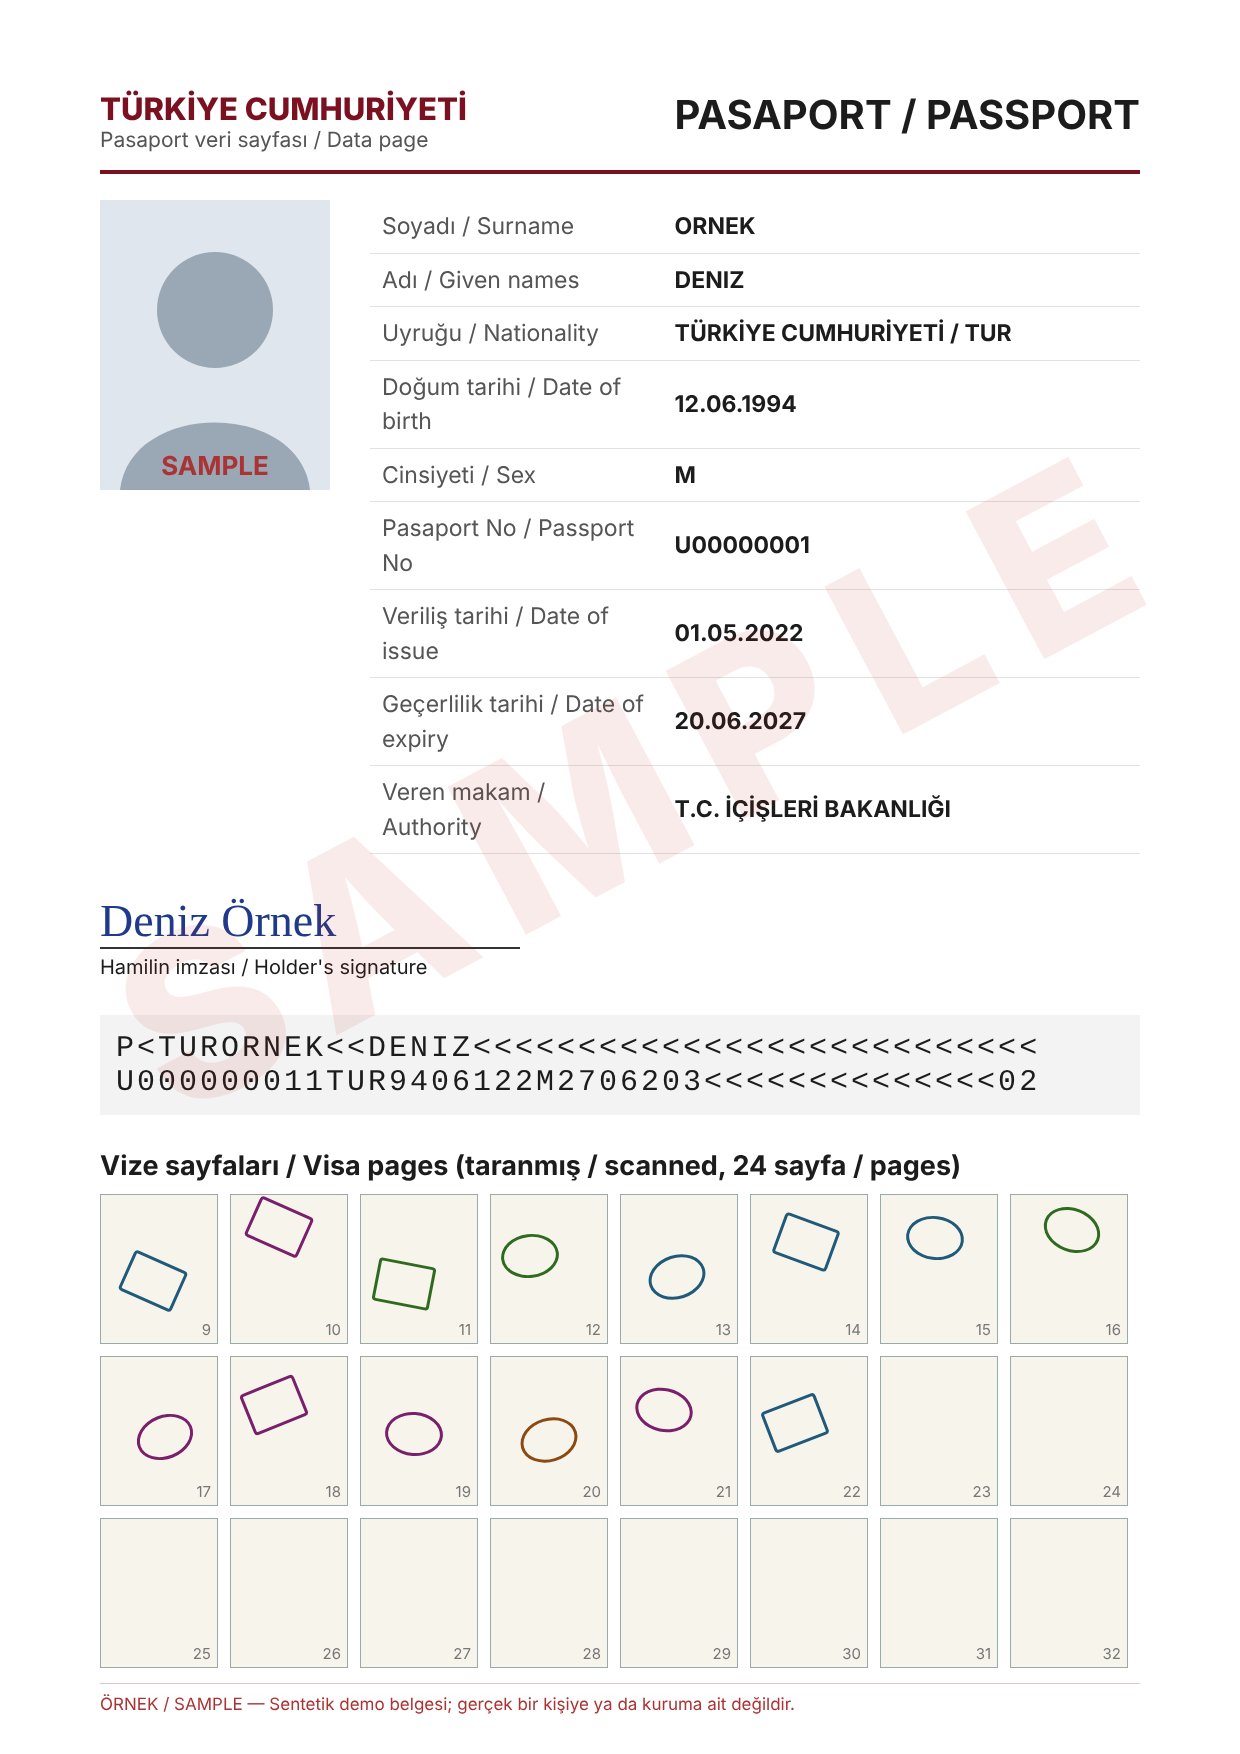 TÜRKİYE CUMHURİYETİ
Pasaport veri sayfası / Data page
PASAPORT / PASSPORT
SAMPLE
Soyadı / Surname ORNEK
Adı / Given names DENIZ
Uyruğu / Nationality TÜRKİYE CUMHURİYETİ / TUR
Doğum tarihi / Date of
birth
12.06.1994
Cinsiyeti / Sex M
Pasaport No / Passport
No
U00000001
Veriliş tarihi / Date of
issue
01.05.2022
Geçerlilik tarihi / Date of
expiry
20.06.2027
Veren makam /
Authority
T.C. İÇİŞLERİ BAKANLIĞI
SAMPLE
Deniz Örnek
Hamilin imzası / Holder's signature
P<TURORNEK<<DENIZ<<<<<<<<<<<<<<<<<<<<<<<<<<<
U000000011TUR9406122M2706203<<<<<<<<<<<<<<02
Vize sayfaları / Visa pages (taranmış / scanned, 24 sayfa / pages)
9 10 11 12 13 14 15 16
17 18 19 20 21 22 23 24
25 26 27 28 29 30 31 32
ÖRNEK / SAMPLE — Sentetik demo belgesi; gerçek bir kişiye ya da kuruma ait değildir.